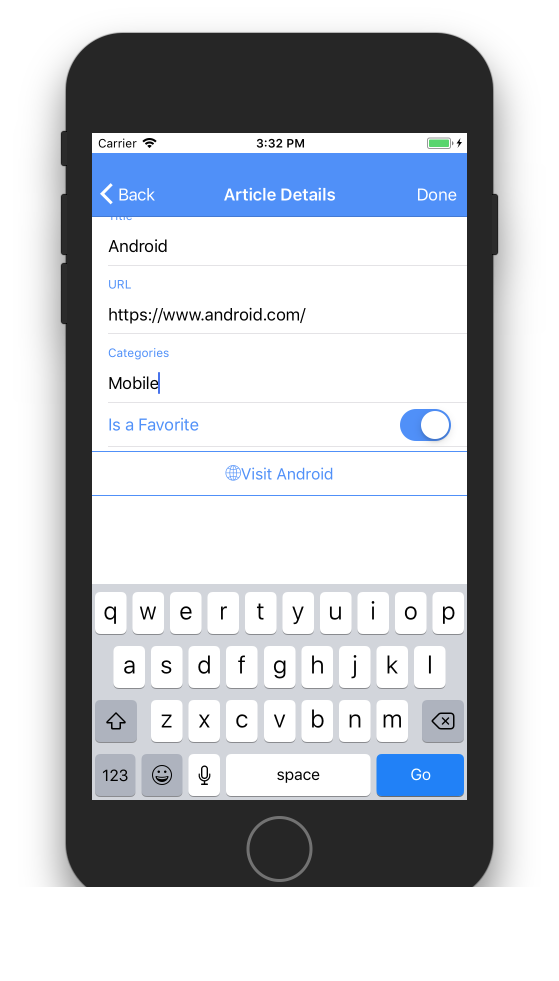 Carrier 3:32 PM
Back Article Details Done
Title
Android
URL
https://www.android.com/
Categories
Mobile
Is a Favorite
Visit Android
q w e r t y u i o p
a s d f g h j k l
z x c v b n m
123 space Go